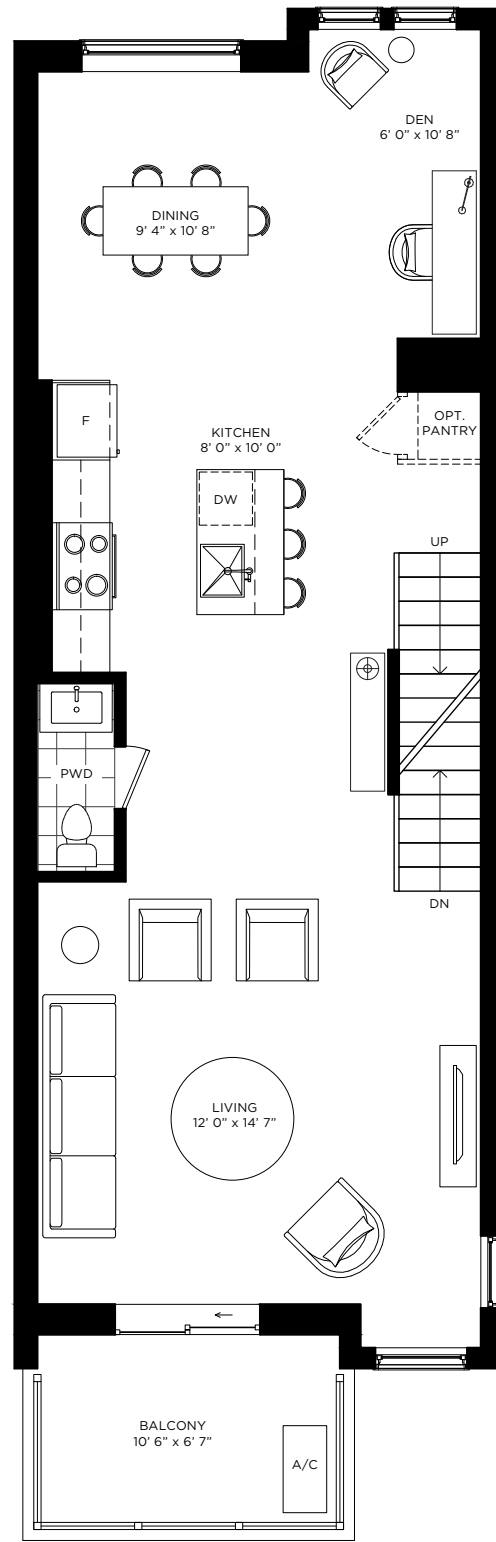 DEN
6' 0" x 10' 8"
DINING
9' 4" x 10' 8"
F
KITCHEN
8' 0" x 10' 0"
OPT.
PANTRY
DW
UP
PWD
DN
LIVING
12' 0" x 14' 7"
BALCONY
10' 6" x 6' 7"
A/C